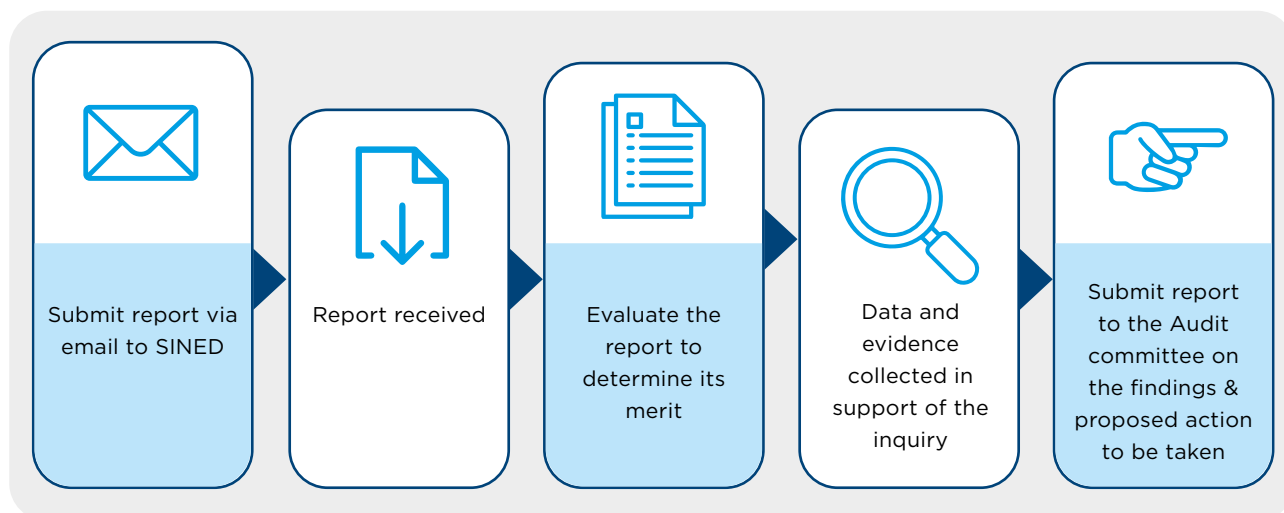 Submit report via
email to SINED
Report received
Evaluate the
report to
determine its
merit
Data and
evidence
collected in
support of the
inquiry
Submit report
to the Audit
committee on
the findings &
proposed action
to be taken